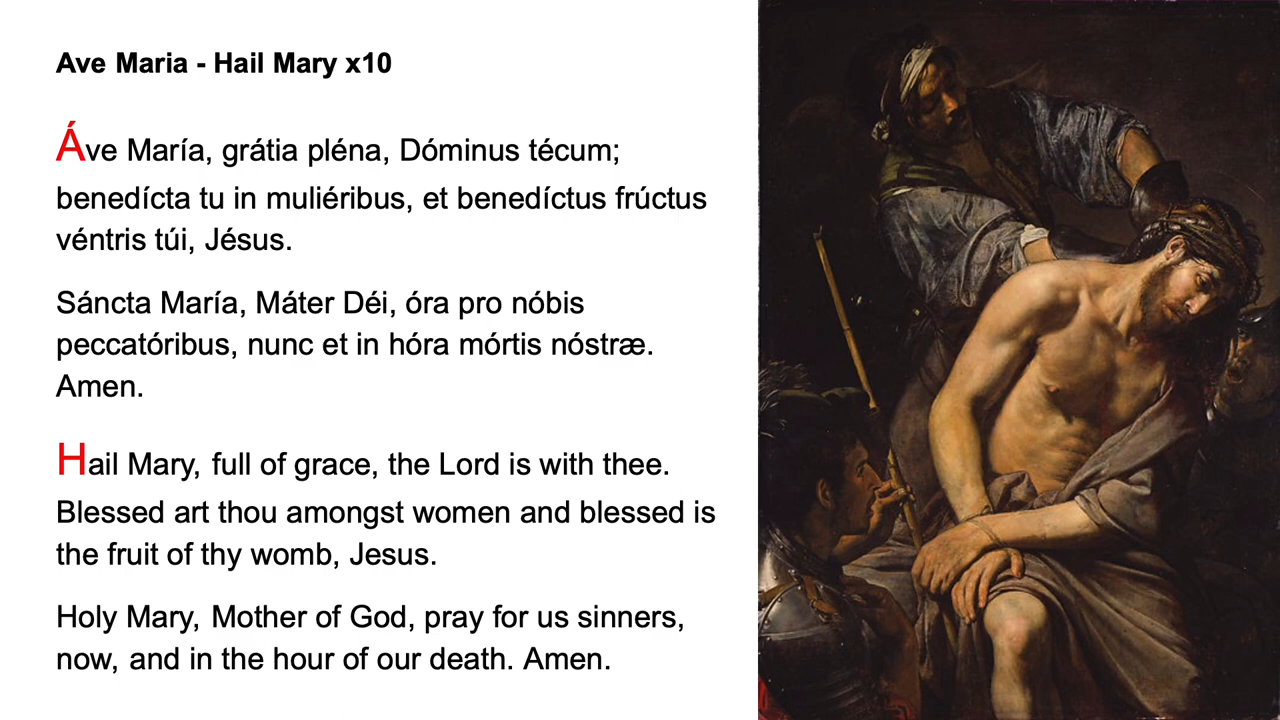 Ave Maria - Hail Mary x10
Áve María, grátia pléna, Dóminus técum;
benedícta tu in muliéribus, et benedíctus frúctus
véntris túi, Jésus.
Sáncta María, Máter Déi, óra pro nóbis
peccatóribus, nunc et in hóra mórtis nóstræ.
Amen.
Hail Mary, full of grace, the Lord is with thee.
Blessed art thou amongst women and blessed is
the fruit of thy womb, Jesus.
Holy Mary, Mother of God, pray for us sinners,
now, and in the hour of our death. Amen.